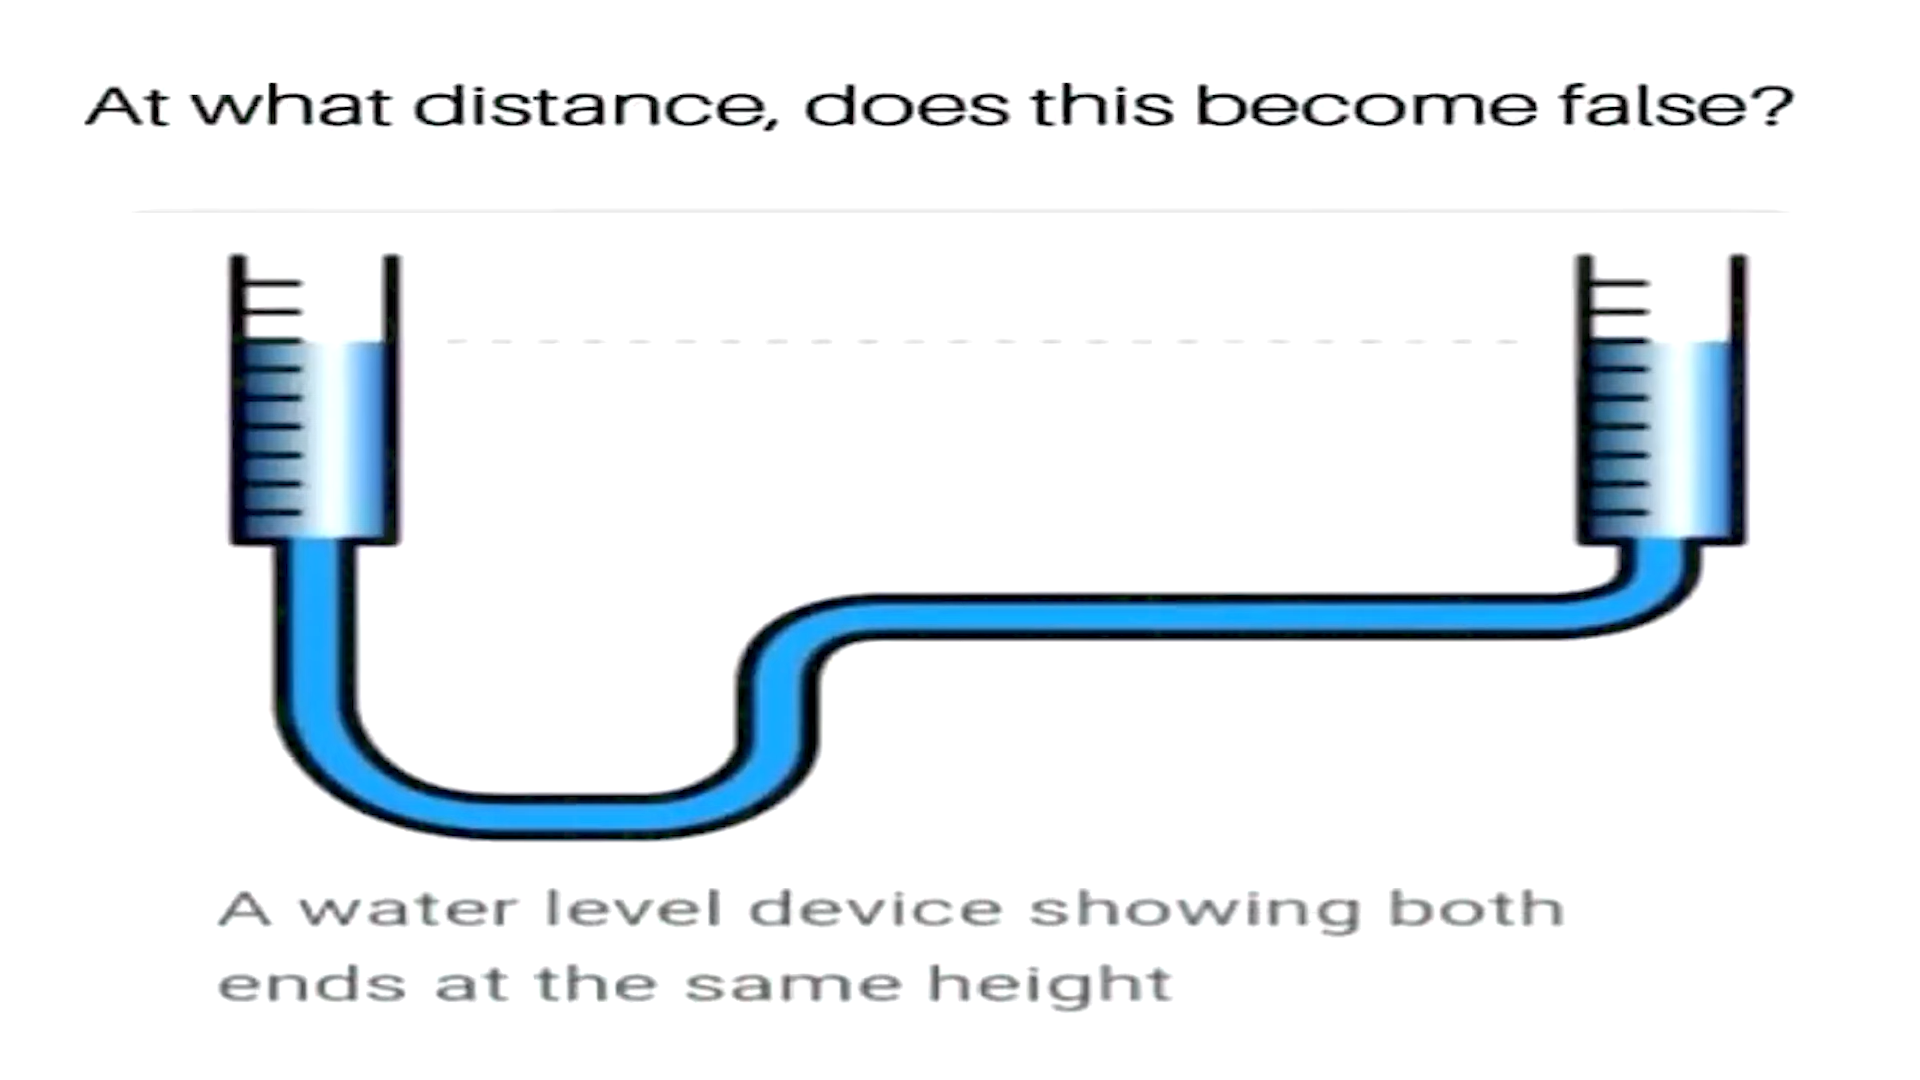 At what distance, does this become false?
A water level device showing both
ends at the same height